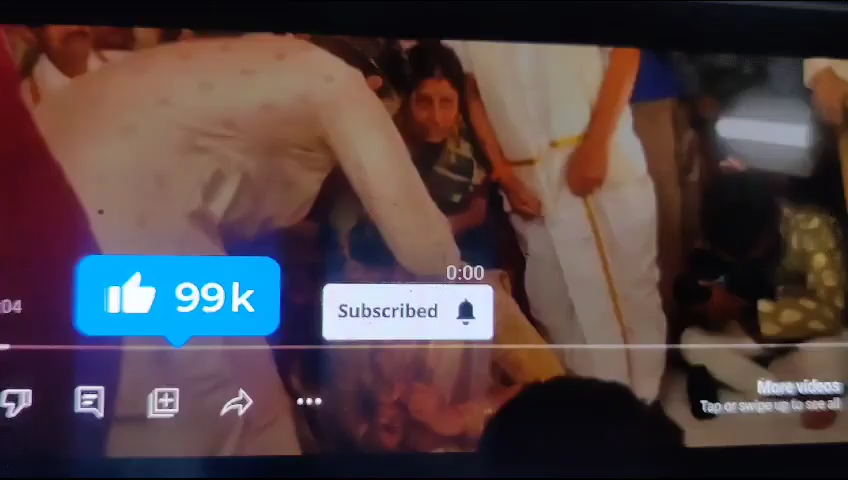 0:00
:04
99k
Subscribed
More videos
Tap or swipe up to see all